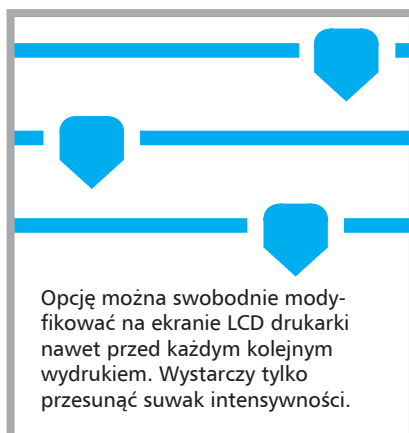 Opcję można swobodnie mody-
fikować na ekranie LCD drukarki
nawet przed każdym kolejnym
wydrukiem. Wystarczy tylko
przesunąć suwak intensywności.